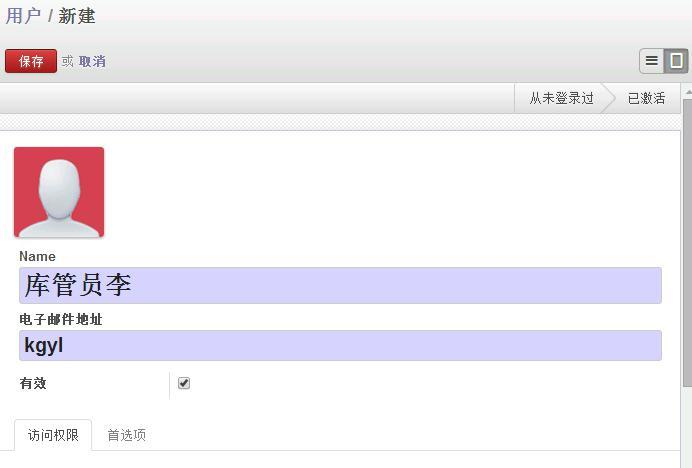 用户 / 新建
保存 或 取消
从未登录过 已激活
Name
库管员李
电子邮件地址
kgyl
有效
访问权限 首选项